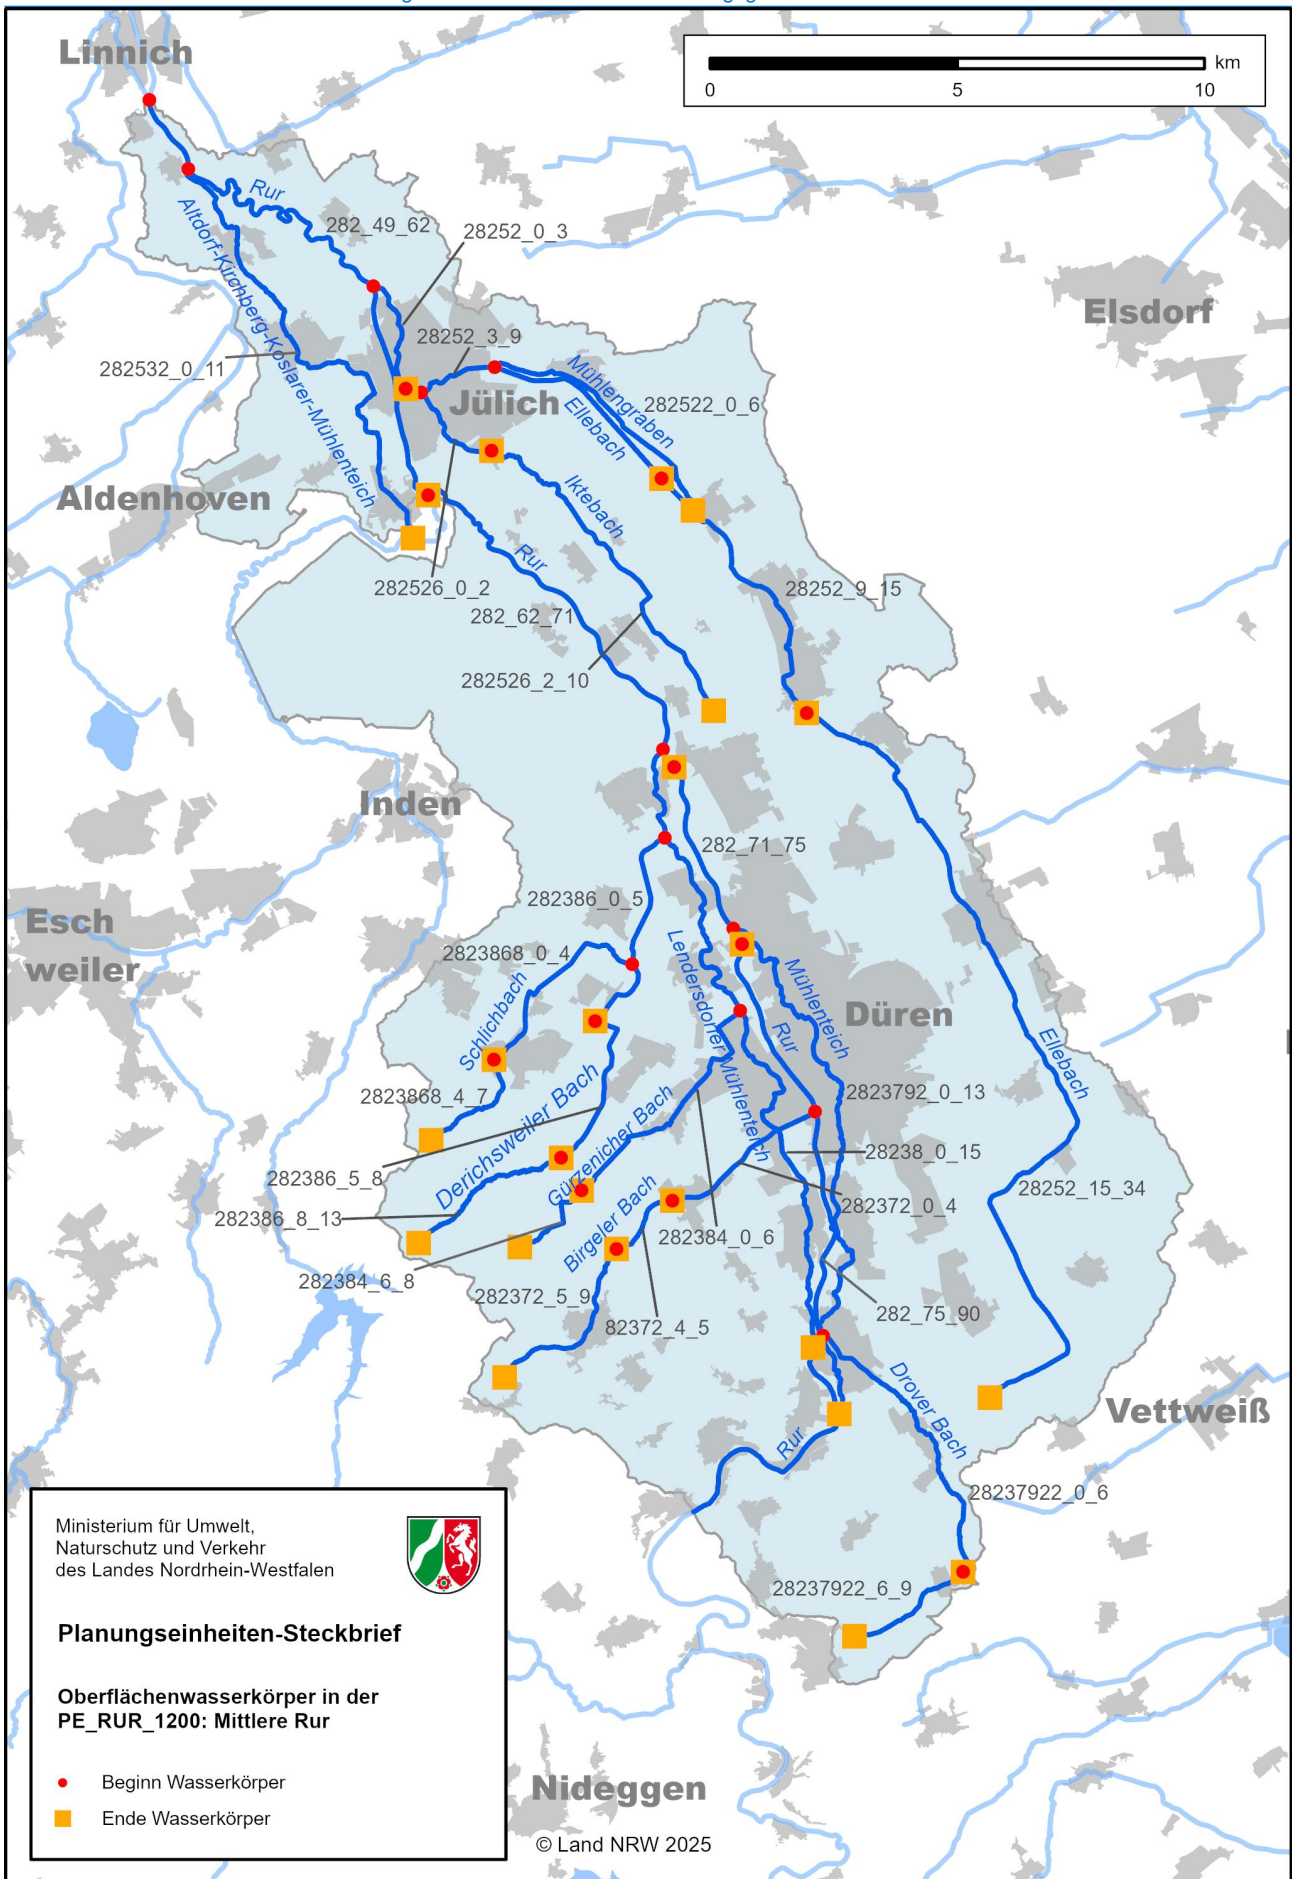 Linnich
km
0
5
10
Rur
282_49_62
28252_0_3
Altdorf-Kirchberg-Koslarer-Mühlenteich
Elsdorf
28252_3_9
282532_0_11
Mühlengraben
Jülich
282522_0_6
Ellebach
Aldenhoven
Iktebach
Rur
282526_0_2
28252_9_15
282_62_71
282526_2_10
Inden
282_71_75
282386_0_5
Esch
weiler
2823868_0_4
Lendersdorfer Mühlenteich
Mühlenteich
Schlichbach
Düren
Rur
Ellebach
2823868_4_7
2823792_0_13
Derichsweiler Bach
Gürzenicher Bach
28238_0_15
282386_5_8
28252_15_34
Birgeler Bach
282372_0_4
282386_8_13
282384_0_6
282384_6_8
282372_5_9
282_75_90
82372_4_5
Drover Bach
Vettweiß
Rur
28237922_0_6
28237922_6_9
Ministerium für Umwelt,
Naturschutz und Verkehr
des Landes Nordrhein-Westfalen
Planungseinheiten-Steckbrief
Oberflächenwasserkörper in der
PE_RUR_1200: Mittlere Rur
Beginn Wasserkörper
Ende Wasserkörper
Nideggen
© Land NRW 2025